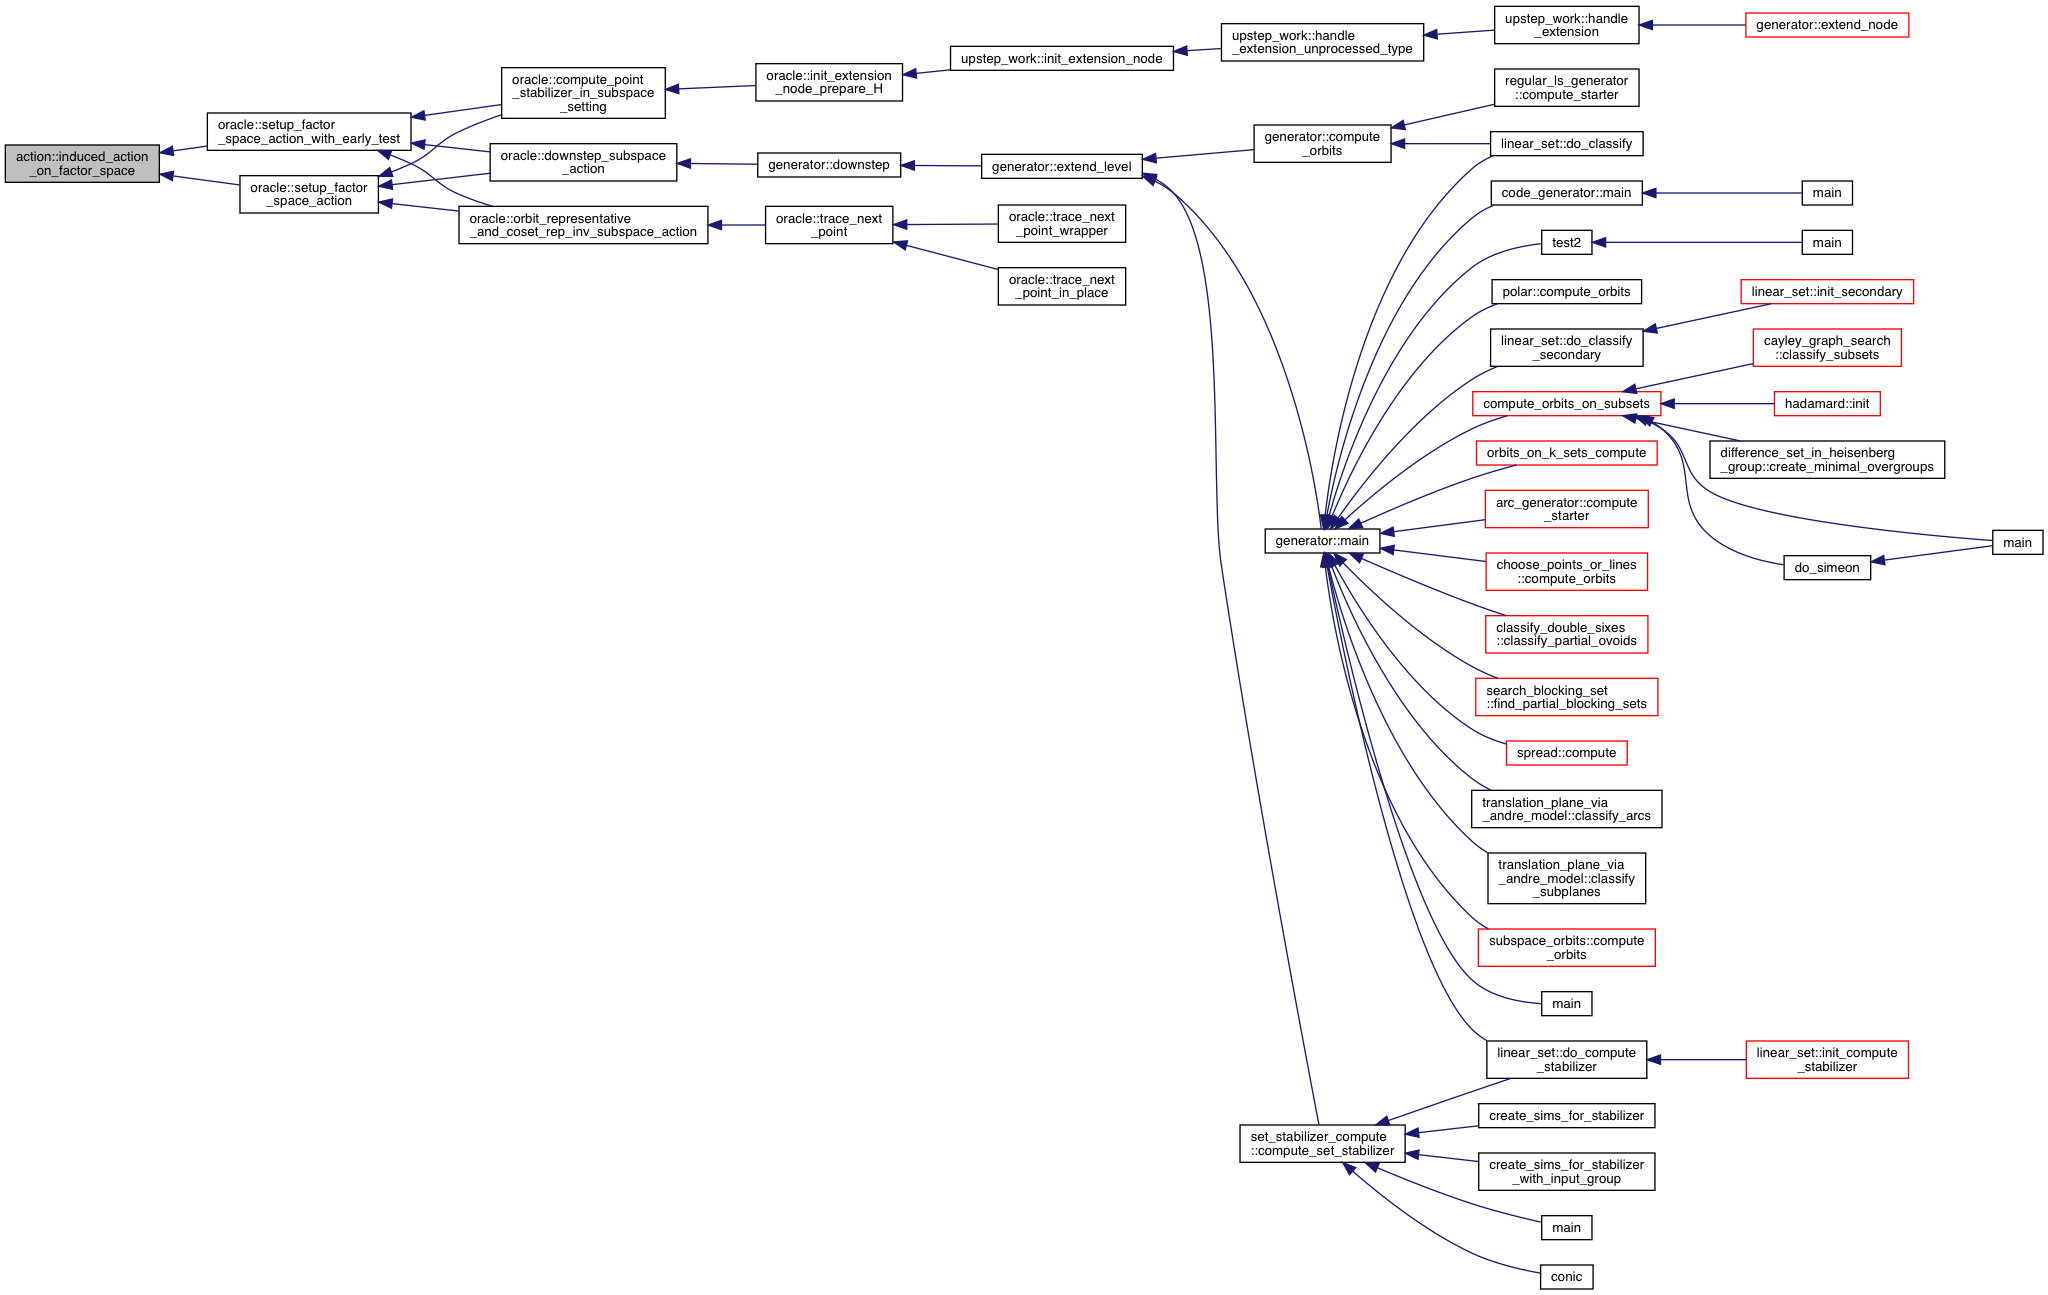 action::induced_action
_on_factor_space
oracle::setup_factor
_space_action_with_early_test
oracle::setup_factor
_space_action
oracle::compute_point
_stabilizer_in_subspace
_setting
oracle::downstep_subspace
_action
oracle::orbit_representative
_and_coset_rep_inv_subspace_action
oracle::init_extension
_node_prepare_H
generator::downstep
oracle::trace_next
_point
upstep_work::init_extension_node
generator::extend_level
oracle::trace_next
_point_wrapper
oracle::trace_next
_point_in_place
upstep_work::handle
_extension_unprocessed_type
generator::compute
_orbits
generator::main
set_stabilizer_compute
::compute_set_stabilizer
upstep_work::handle
_extension
regular_ls_generator
::compute_starter
linear_set::do_classify
code_generator::main
test2
polar::compute_orbits
linear_set::do_classify
_secondary
compute_orbits_on_subsets
orbits_on_k_sets_compute
arc_generator::compute
_starter
choose_points_or_lines
::compute_orbits
classify_double_sixes
::classify_partial_ovoids
search_blocking_set
::find_partial_blocking_sets
spread::compute
translation_plane_via
_andre_model::classify_arcs
translation_plane_via
_andre_model::classify
_subplanes
subspace_orbits::compute
_orbits
main
linear_set::do_compute
_stabilizer
create_sims_for_stabilizer
create_sims_for_stabilizer
_with_input_group
main
conic
generator::extend_node
main
main
linear_set::init_secondary
cayley_graph_search
::classify_subsets
hadamard::init
difference_set_in_heisenberg
_group::create_minimal_overgroups
do_simeon
main
linear_set::init_compute
_stabilizer